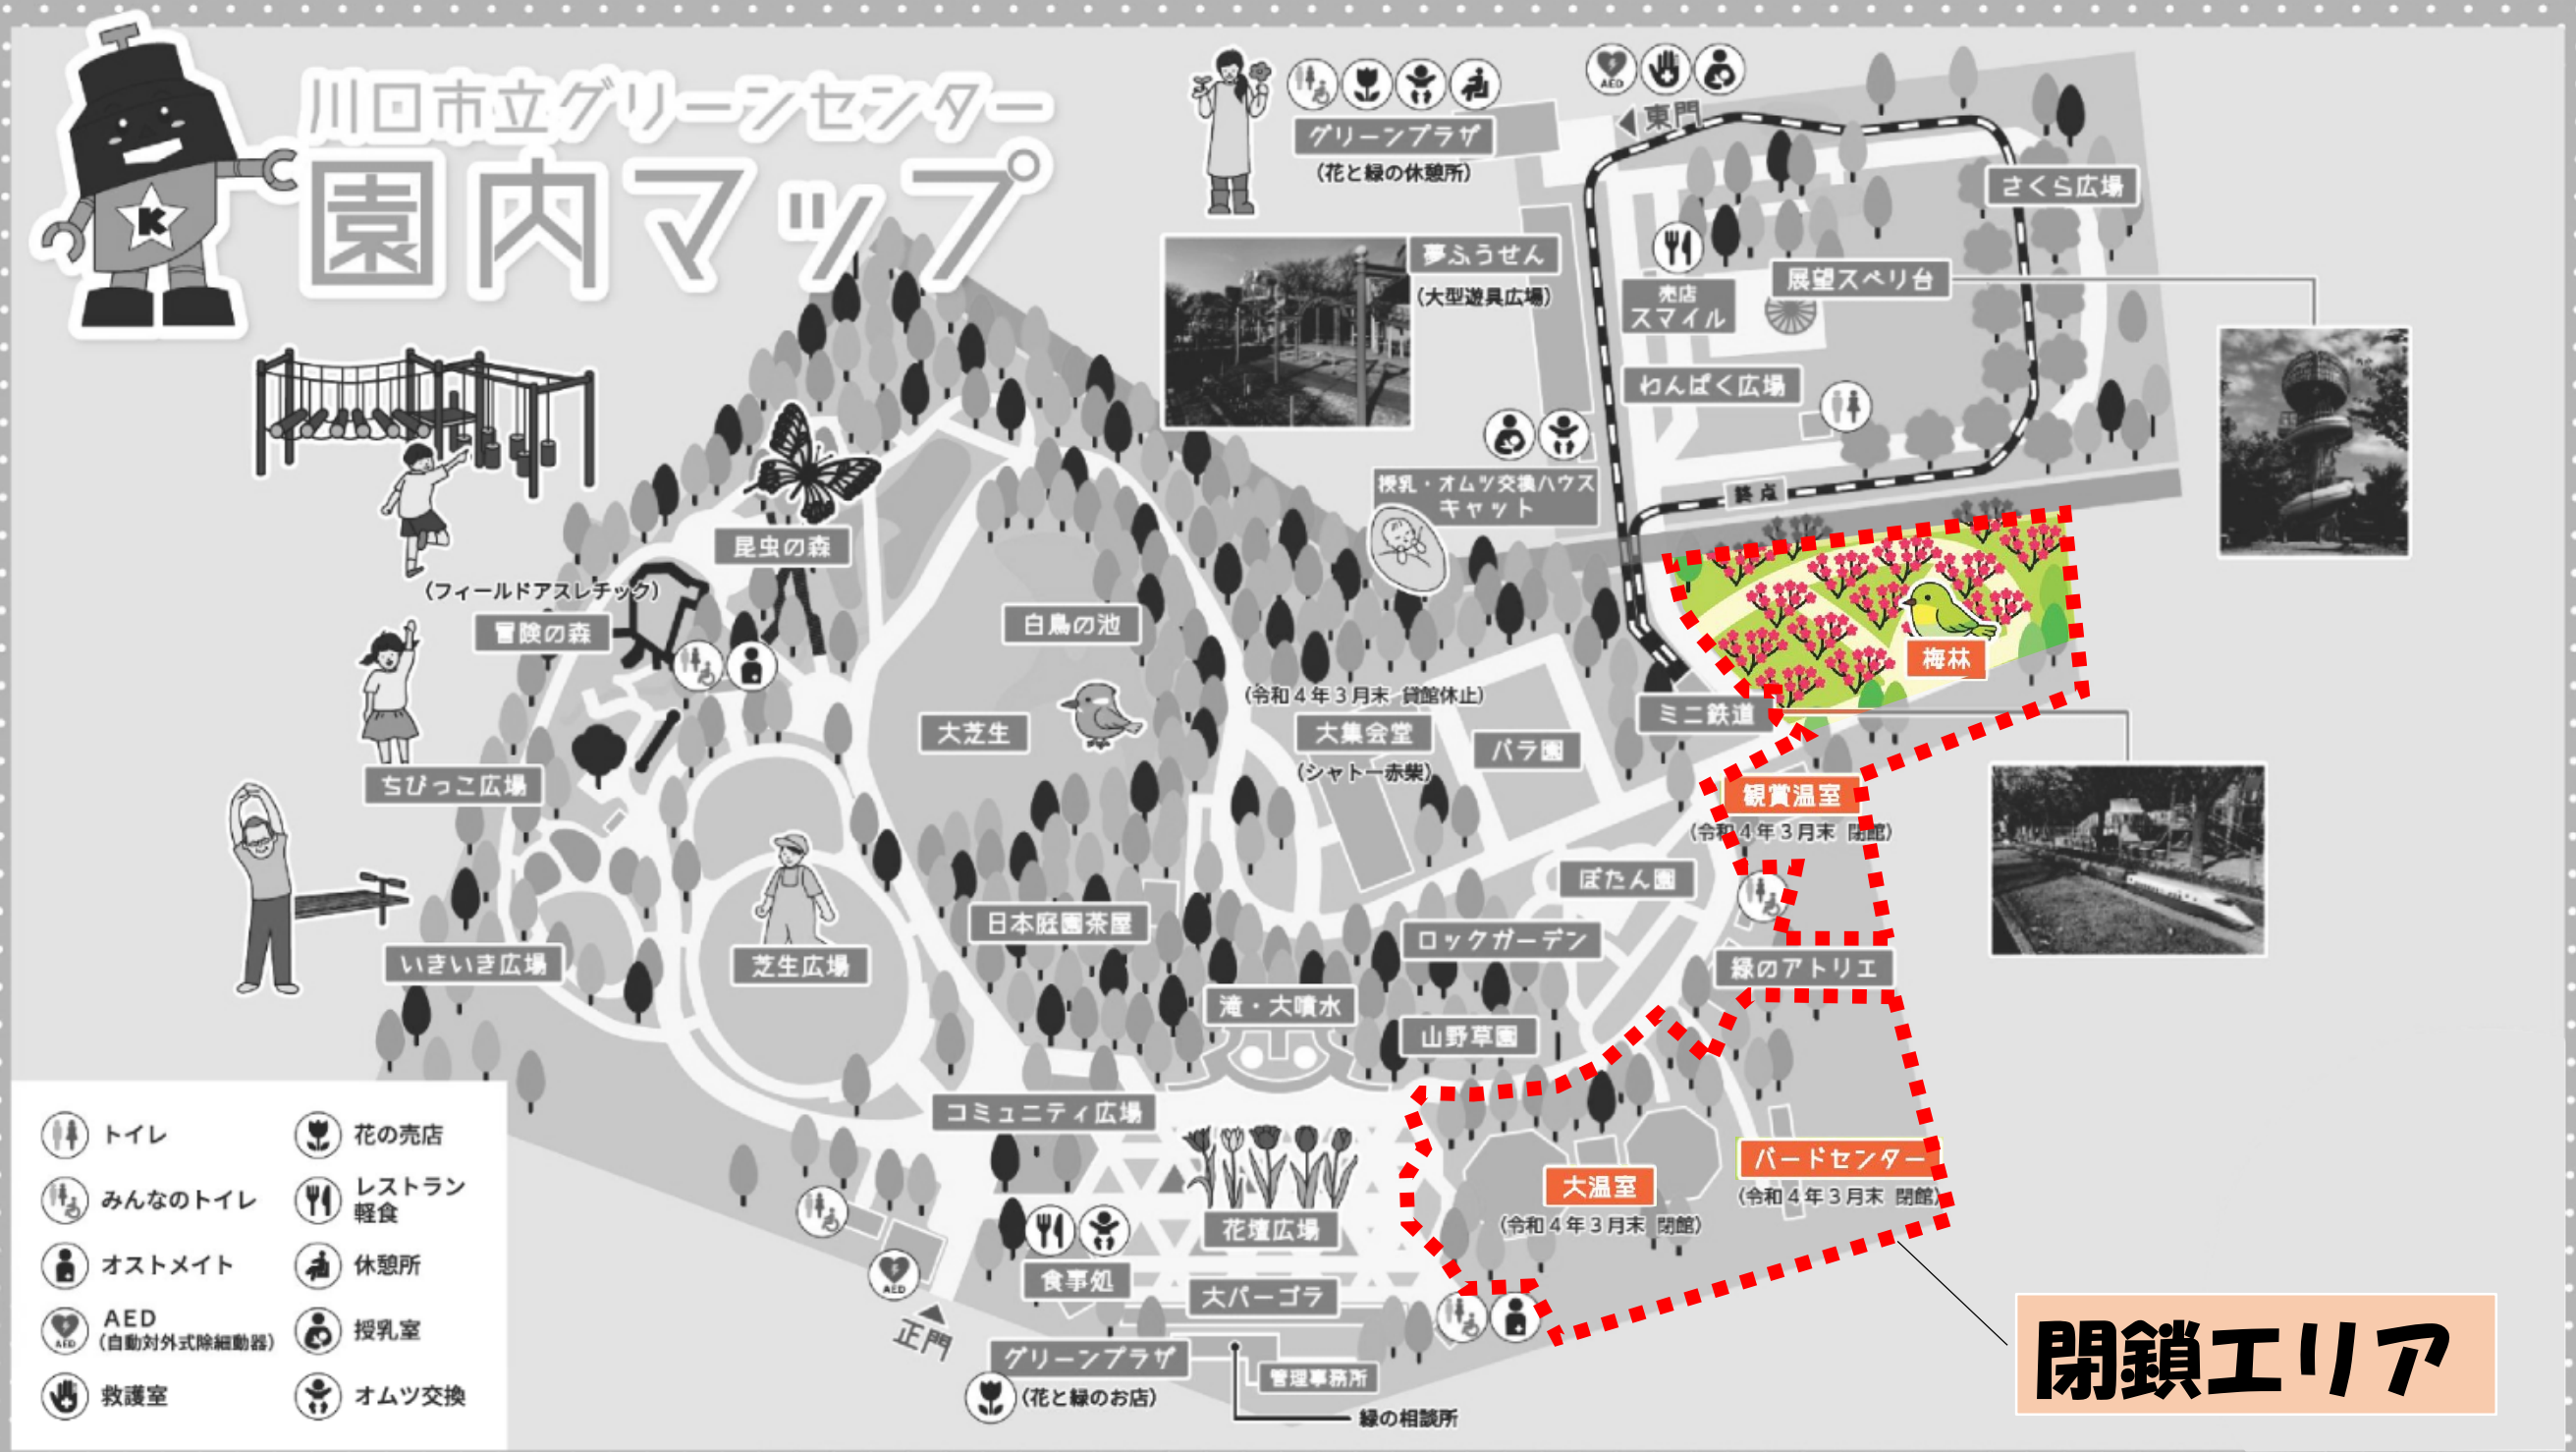 川口市立グリーンセンター
園内マップ
K
グリーンプラザ
(花と緑の休憩所)
AED
東門
さくら広場
夢ふうせん
(大型遊具広場)
売店
スマイル
展望スベリ台
わんぱく広場
授乳・オムツ交換ハウス
キャット
終点
昆虫の森
(フィールドアスレチック)
冒険の森
白鳥の池
梅林
ちびっこ広場
大芝生
(令和4年3月末 貸館休止)
大集会堂
(シャトー赤柴)
バラ園
ミニ鉄道
観賞温室
(令和4年3月末 閉館)
ぼたん園
いきいき広場
芝生広場
日本庭園茶屋
ロックガーデン
緑のアトリエ
滝・大噴水
山野草園
コミュニティ広場
花壇広場
大温室
(令和4年3月末 閉館)
バードセンター
(令和4年3月末 閉館)
食事処
大パーゴラ
AED
正門
グリーンプラザ
(花と緑のお店)
管理事務所
緑の相談所
閉鎖エリア
トイレ
みんなのトイレ
オストメイト
AED
AED
(自動対外式除細動器)
救護室
花の売店
レストラン
軽食
休憩所
授乳室
オムツ交換